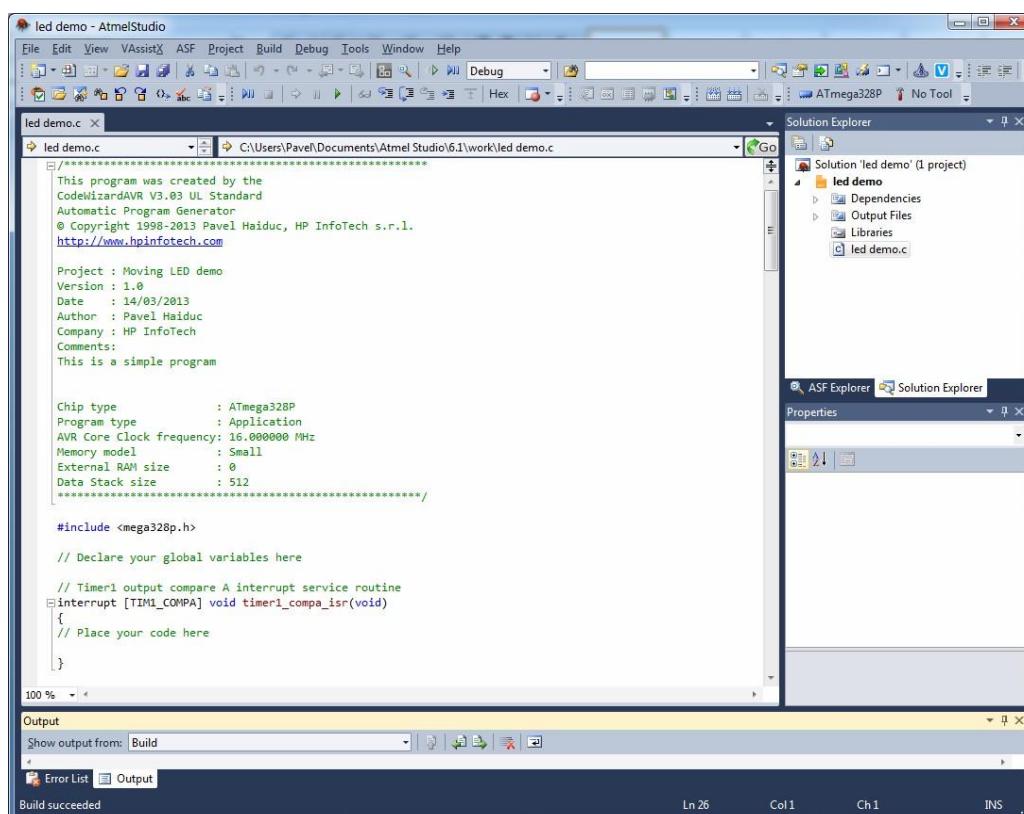 led demo - AtmelStudio
File Edit View VAssistX ASF Project Build Debug Tools Window Help
Debug
Hex ATmega328P No Tool
led demo.c
led demo.c C:\Users\Pavel\Documents\Atmel Studio\6.1\work\led demo.c Go
/*******************************************************
This program was created by the
CodeWizardAVR V3.03 UL Standard
Automatic Program Generator
© Copyright 1998-2013 Pavel Haiduc, HP InfoTech s.r.l.
http://www.hpinfotech.com
Project : Moving LED demo
Version : 1.0
Date    : 14/03/2013
Author  : Pavel Haiduc
Company : HP InfoTech
Comments:
This is a simple program
Chip type               : ATmega328P
Program type            : Application
AVR Core Clock frequency: 16.000000 MHz
Memory model            : Small
External RAM size       : 0
Data Stack size         : 512
*******************************************************/
#include <mega328p.h>
// Declare your global variables here
// Timer1 output compare A interrupt service routine
interrupt [TIM1_COMPA] void timer1_compa_isr(void)
{
// Place your code here
}
100 %
Solution Explorer
Solution 'led demo' (1 project)
led demo
Dependencies
Output Files
Libraries
led demo.c
ASF Explorer Solution Explorer
Properties
Output
Show output from: Build
Error List Output
Build succeeded Ln 26 Col 1 Ch 1 INS